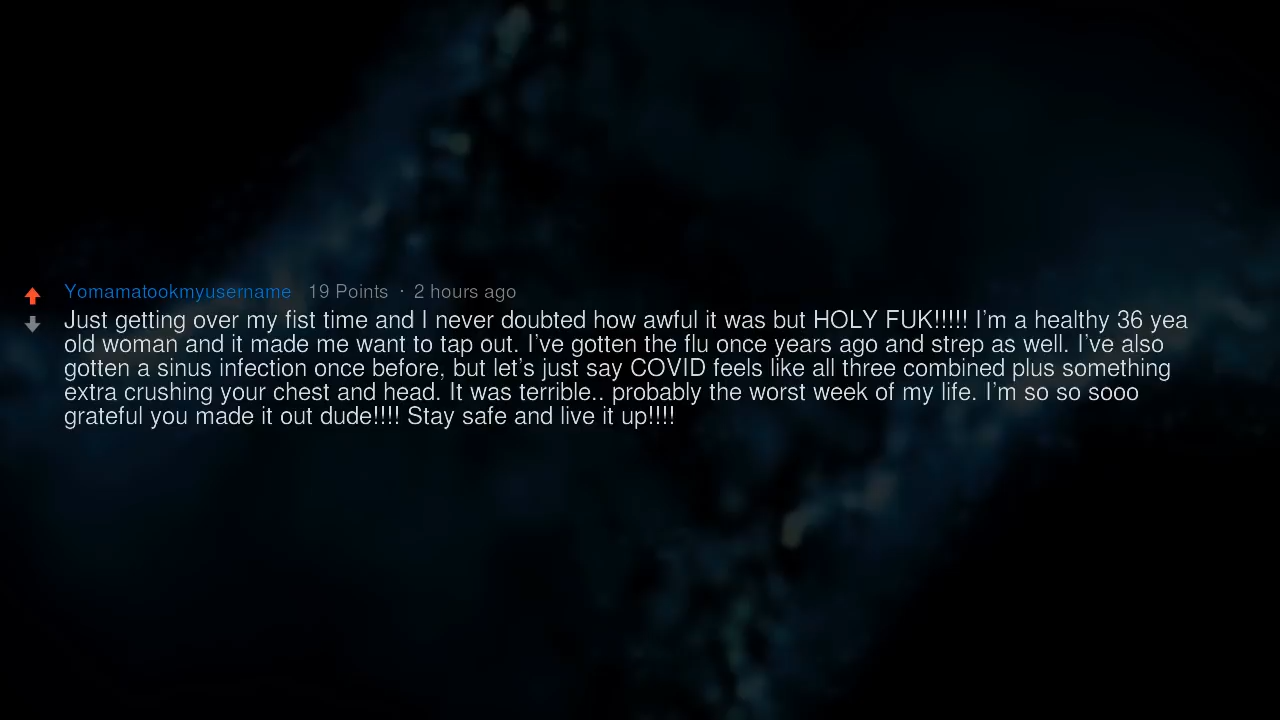 Yomamatookmyusername 19 Points · 2 hours ago
Just getting over my fist time and I never doubted how awful it was but HOLY FUK!!!!! I'm a healthy 36 yea
old woman and it made me want to tap out. I've gotten the flu once years ago and strep as well. I've also
gotten a sinus infection once before, but let's just say COVID feels like all three combined plus something
extra crushing your chest and head. It was terrible.. probably the worst week of my life. I'm so so sooo
grateful you made it out dude!!!! Stay safe and live it up!!!!